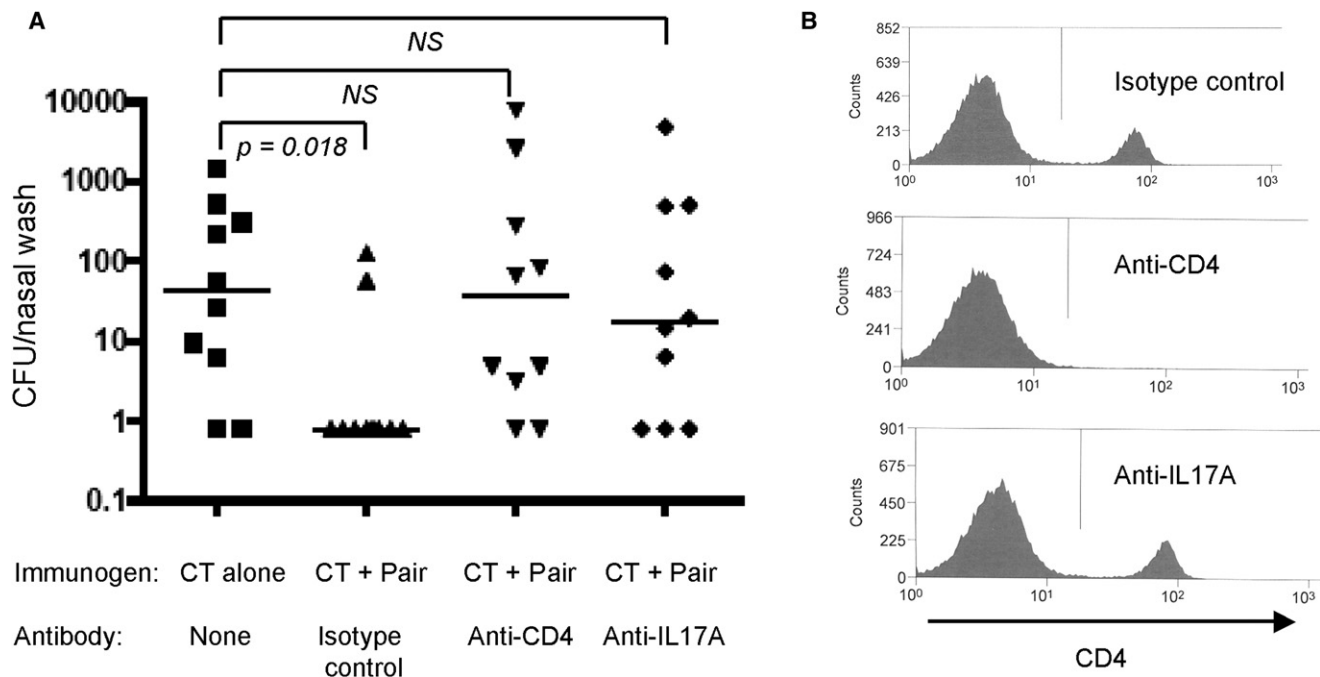 A
NS
NS
p = 0.018
10000
1000
100
10
1
0.1
CFU/nasal wash
Immunogen: CT alone CT + Pair CT + Pair CT + Pair
Antibody: None Isotype control Anti-CD4 Anti-IL17A
B
852
639
426
213
0
Counts
Isotype control
10⁰ 10¹ 10² 10³
966
724
483
241
0
Counts
Anti-CD4
10⁰ 10¹ 10² 10³
901
675
450
225
0
Counts
Anti-IL17A
10⁰ 10¹ 10² 10³
CD4